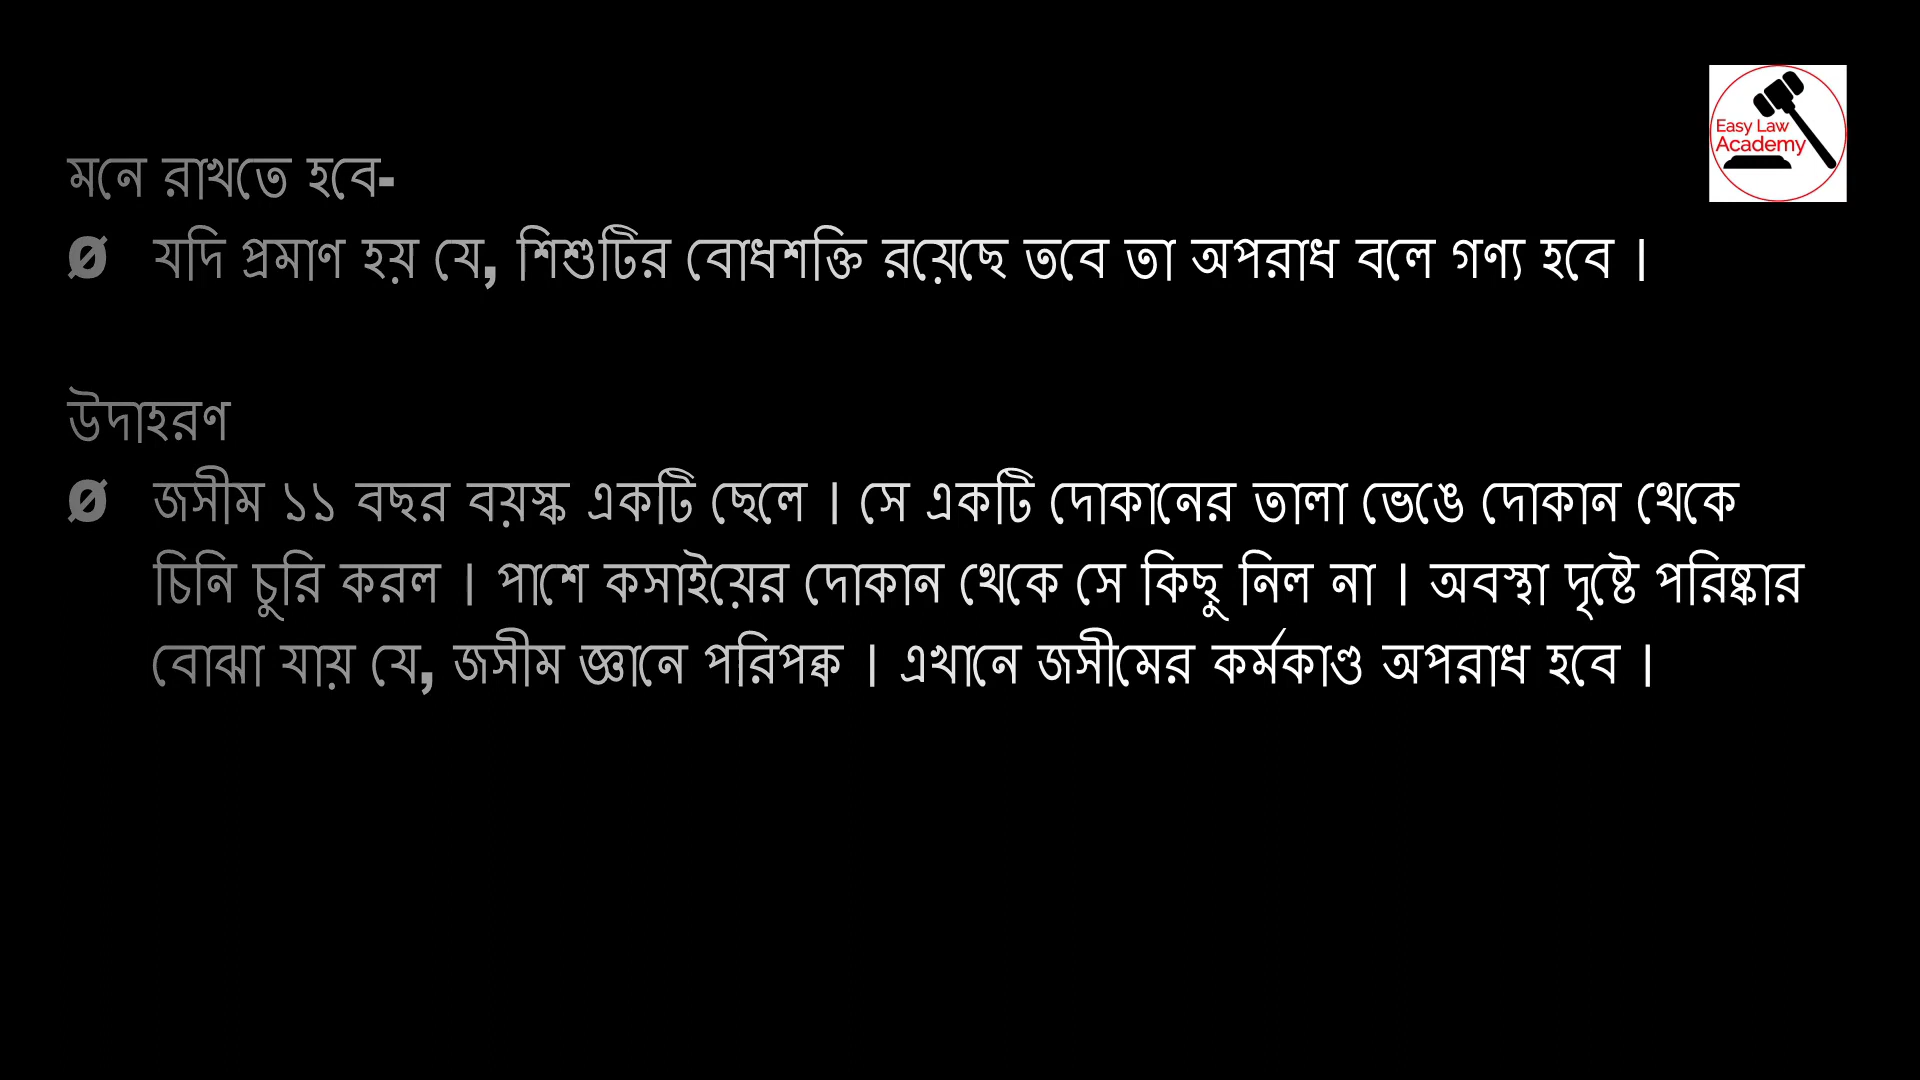 Easy Law
Academy
মনে রাখতে হবে-
Ø যদি প্রমাণ হয় যে, শিশুটির বোধশক্তি রয়েছে তবে তা অপরাধ বলে গণ্য হবে ।
উদাহরণ
Ø জসীম ১১ বছর বয়স্ক একটি ছেলে । সে একটি দোকানের তালা ভেঙে দোকান থেকে
চিনি চুরি করল । পাশে কসাইয়ের দোকান থেকে সে কিছু নিল না । অবস্থা দৃষ্টে পরিষ্কার
বোঝা যায় যে, জসীম জ্ঞানে পরিপক্ব । এখানে জসীমের কর্মকাণ্ড অপরাধ হবে ।